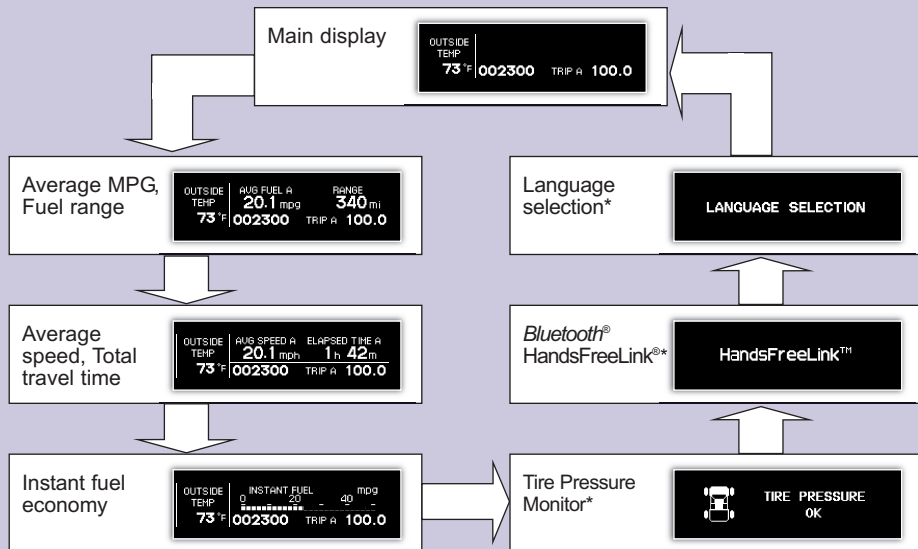 Main display
OUTSIDE
TEMP
73°F 002300 TRIP A 100.0
Average MPG,
Fuel range
OUTSIDE AVG FUEL A RANGE
TEMP 20.1 mpg 340 mi
73°F 002300 TRIP A 100.0
Average
speed, Total
travel time
OUTSIDE AVG SPEED A ELAPSED TIME A
TEMP 20.1 mph 1h 42m
73°F 002300 TRIP A 100.0
Instant fuel
economy
OUTSIDE INSTANT FUEL mpg
TEMP 0 20 40
73°F 002300 TRIP A 100.0
Tire Pressure
Monitor*
TIRE PRESSURE
OK
Bluetooth®
HandsFreeLink®*
HandsFreeLink™
Language
selection*
LANGUAGE SELECTION